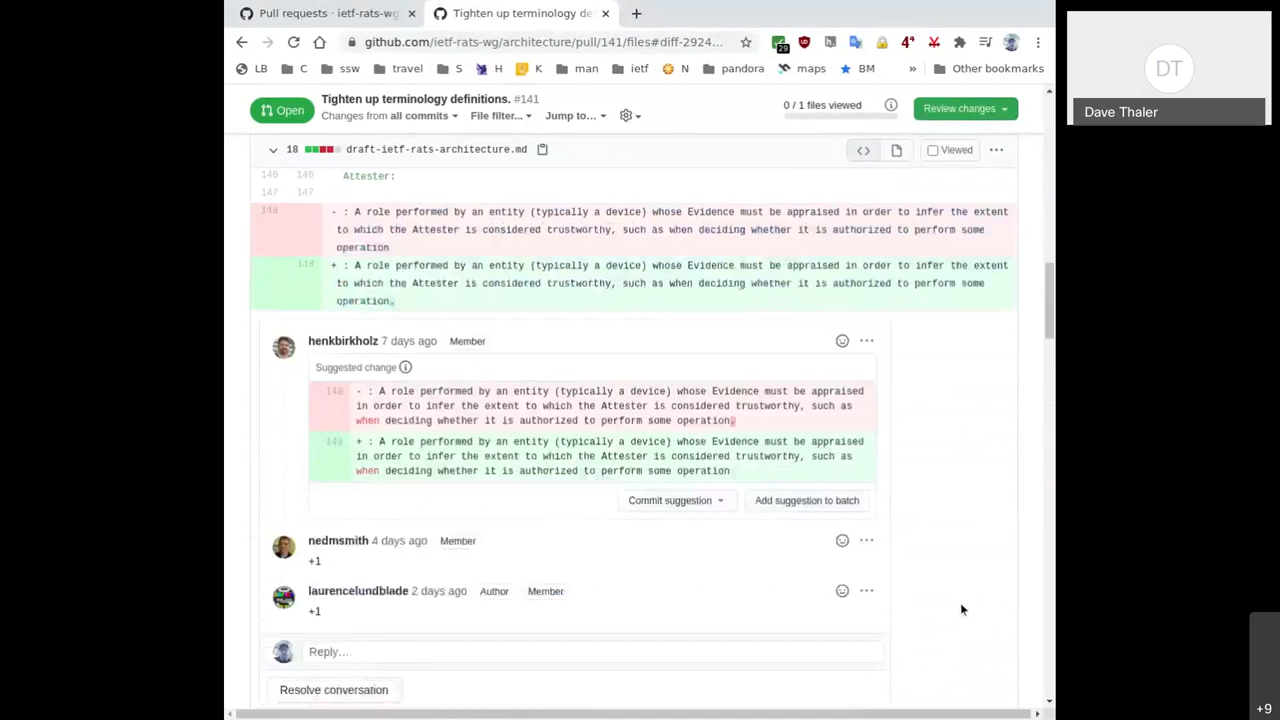 Pull requests · ietf-rats-wg
Tighten up terminology de
github.com/ietf-rats-wg/architecture/pull/141/files#diff-2924...
29
LB
C
ssw
travel
S
H
K
man
ietf
N
pandora
maps
BM
»
Other bookmarks
Open
Tighten up terminology definitions. #141
Changes from all commits
File filter...
Jump to...
0 / 1 files viewed
Review changes
18
draft-ietf-rats-architecture.md
Viewed
146 146 Attester:
147 147
148 - : A role performed by an entity (typically a device) whose Evidence must be appraised in order to infer the extent
to which the Attester is considered trustworthy, such as when deciding whether it is authorized to perform some
operation
148 + : A role performed by an entity (typically a device) whose Evidence must be appraised in order to infer the extent
to which the Attester is considered trustworthy, such as when deciding whether it is authorized to perform some
operation.
henkbirkholz 7 days ago Member
Suggested change
148 - : A role performed by an entity (typically a device) whose Evidence must be appraised
in order to infer the extent to which the Attester is considered trustworthy, such as
when deciding whether it is authorized to perform some operation.
148 + : A role performed by an entity (typically a device) whose Evidence must be appraised
in order to infer the extent to which the Attester is considered trustworthy, such as
when deciding whether it is authorized to perform some operation
Commit suggestion
Add suggestion to batch
nedmsmith 4 days ago Member
+1
laurencelundblade 2 days ago Author Member
+1
Reply...
Resolve conversation
DT
Dave Thaler
+9